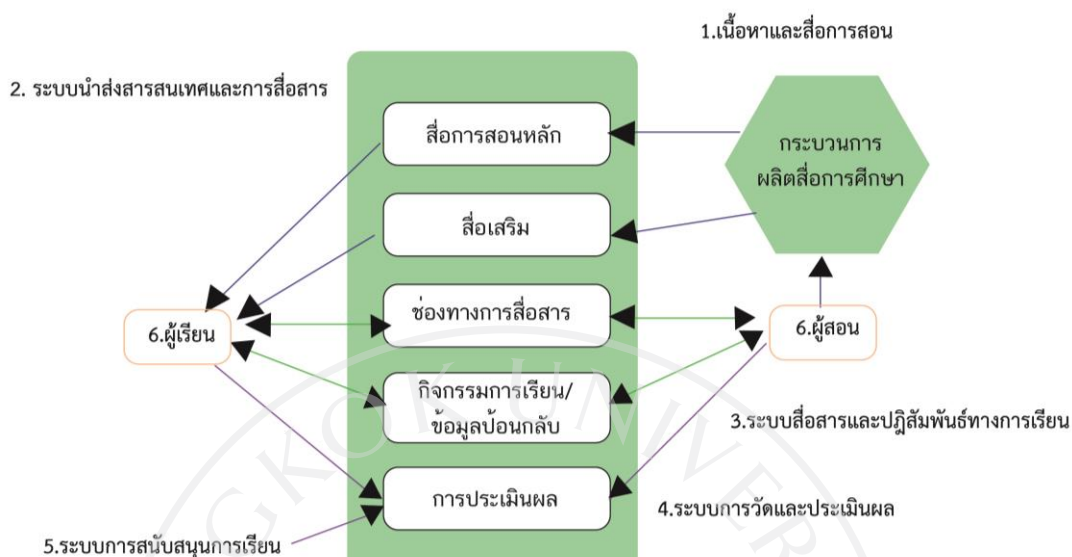 1.เนื้อหาและสื่อการสอน
2. ระบบนำส่งสารสนเทศและการสื่อสาร
สื่อการสอนหลัก
กระบวนการ
ผลิตสื่อการศึกษา
สื่อเสริม
ช่องทางการสื่อสาร
6.ผู้เรียน
6.ผู้สอน
กิจกรรมการเรียน/
ข้อมูลป้อนกลับ
3.ระบบสื่อสารและปฏิสัมพันธ์ทางการเรียน
การประเมินผล
4.ระบบการวัดและประเมินผล
5.ระบบการสนับสนุนการเรียน
GKOK UNIVER